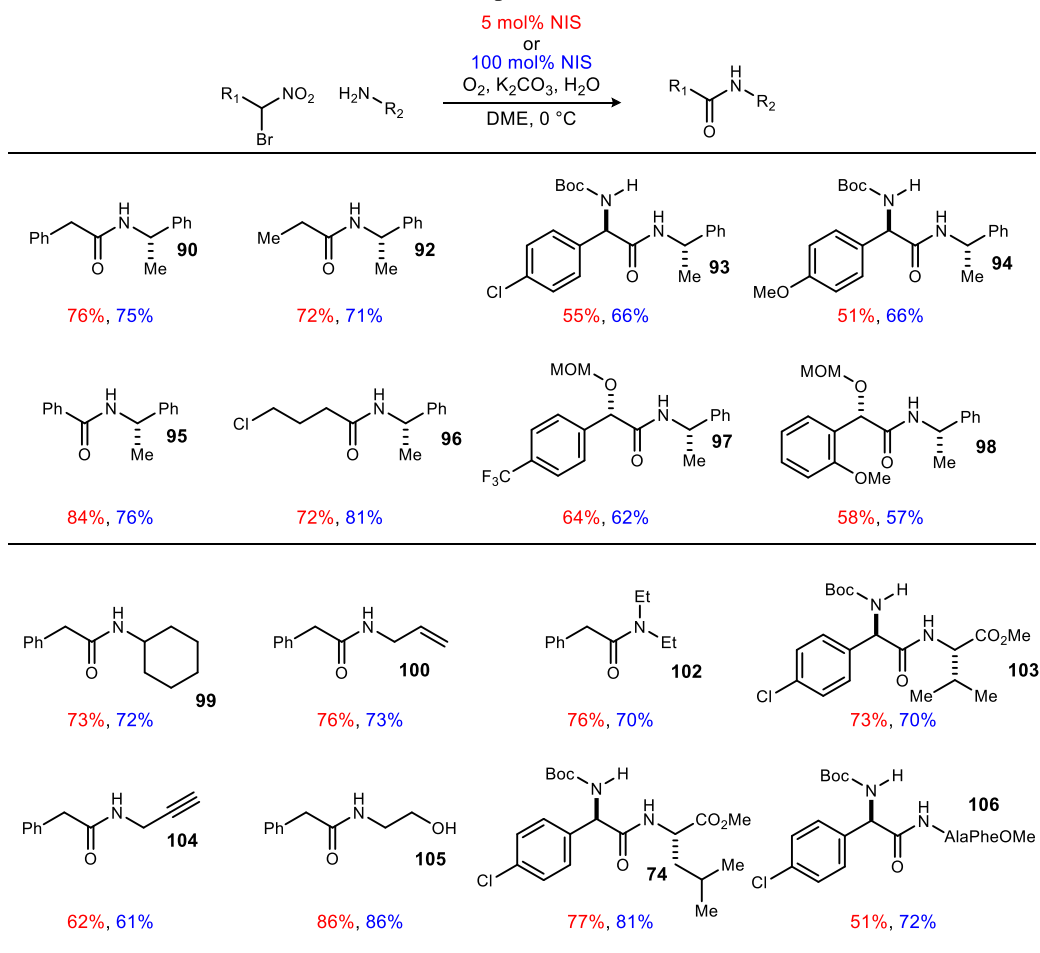 5 mol% NIS
or
100 mol% NIS
O2, K2CO3, H2O
DME, 0 °C
R1
NO2
Br
H2N
R2
R1
O
H
N
R2
Ph
O
H
N
Ph
Me
90
76%, 75%
Me
O
H
N
Ph
Me
92
72%, 71%
Boc
N
H
Cl
O
H
N
Ph
Me
93
55%, 66%
Boc
N
H
MeO
O
H
N
Ph
Me
94
51%, 66%
Ph
O
H
N
Ph
Me
95
84%, 76%
Cl
O
H
N
Ph
Me
96
72%, 81%
MOM
O
F3C
O
H
N
Ph
Me
97
64%, 62%
MOM
O
OMe
O
H
N
Ph
Me
98
58%, 57%
Ph
O
H
N
99
73%, 72%
Ph
O
H
N
100
76%, 73%
Ph
O
Et
N
Et
102
76%, 70%
Boc
N
H
Cl
O
H
N
CO2Me
Me
Me
103
73%, 70%
Ph
O
H
N
104
62%, 61%
Ph
O
H
N
OH
105
86%, 86%
Boc
N
H
Cl
O
H
N
CO2Me
Me
Me
74
77%, 81%
Boc
N
H
Cl
O
H
N
AlaPheOMe
106
51%, 72%